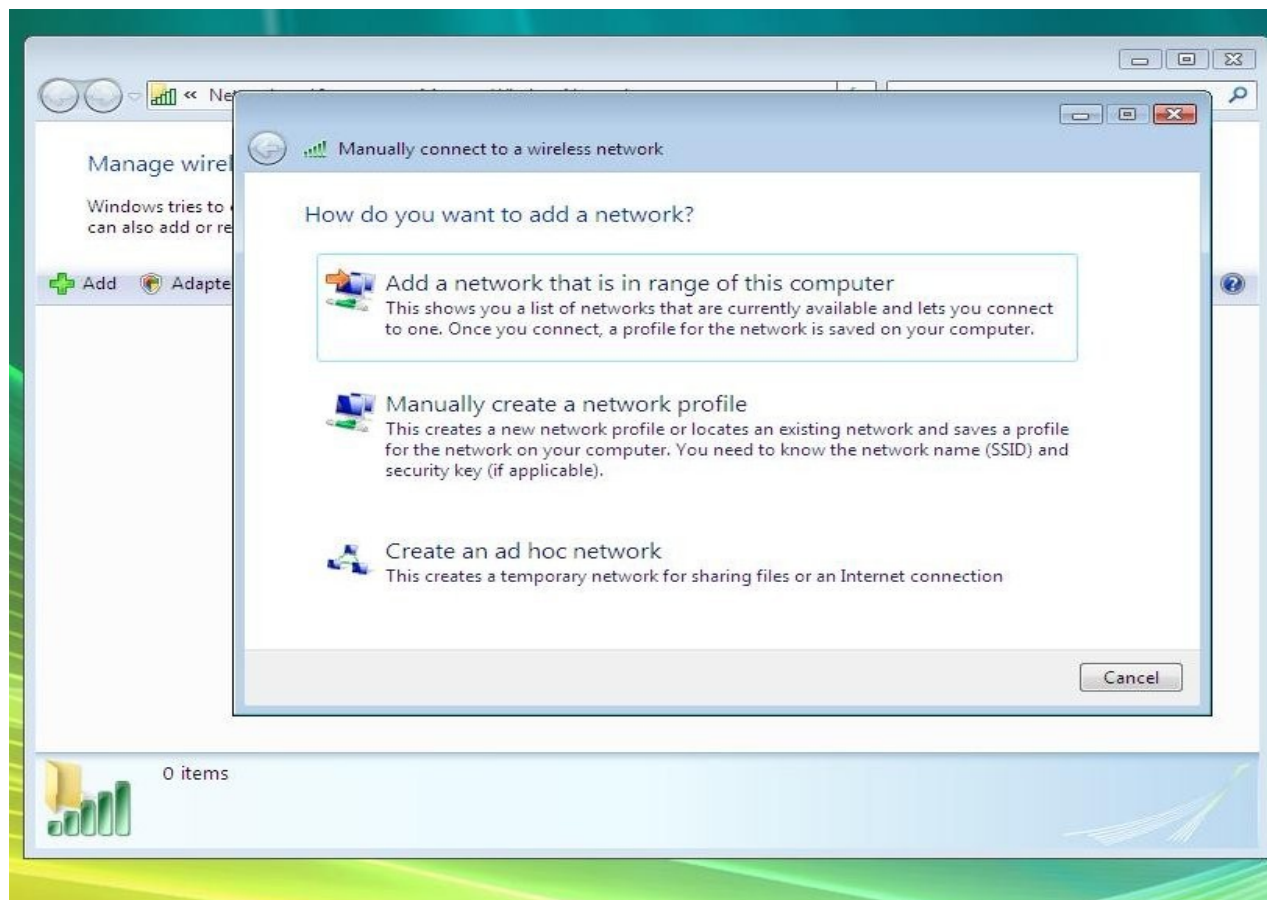 «
Manually connect to a wireless network
Manage wirel
Windows tries to
can also add or re
Add Adapte
How do you want to add a network?
Add a network that is in range of this computer
This shows you a list of networks that are currently available and lets you connect
to one. Once you connect, a profile for the network is saved on your computer.
Manually create a network profile
This creates a new network profile or locates an existing network and saves a profile
for the network on your computer. You need to know the network name (SSID) and
security key (if applicable).
Create an ad hoc network
This creates a temporary network for sharing files or an Internet connection
Cancel
0 items